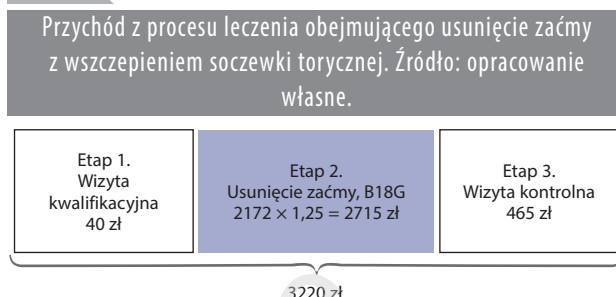 Przychód z procesu leczenia obejmującego usunięcie zaćmy
z wszczepieniem soczewki torycznej. Źródło: opracowanie
własne.
Etap 1.
Wizyta
kwalifikacyjna
40 zł
Etap 2.
Usunięcie zaćmy, B18G
2172 × 1,25 = 2715 zł
Etap 3.
Wizyta kontrolna
465 zł
3220 zł